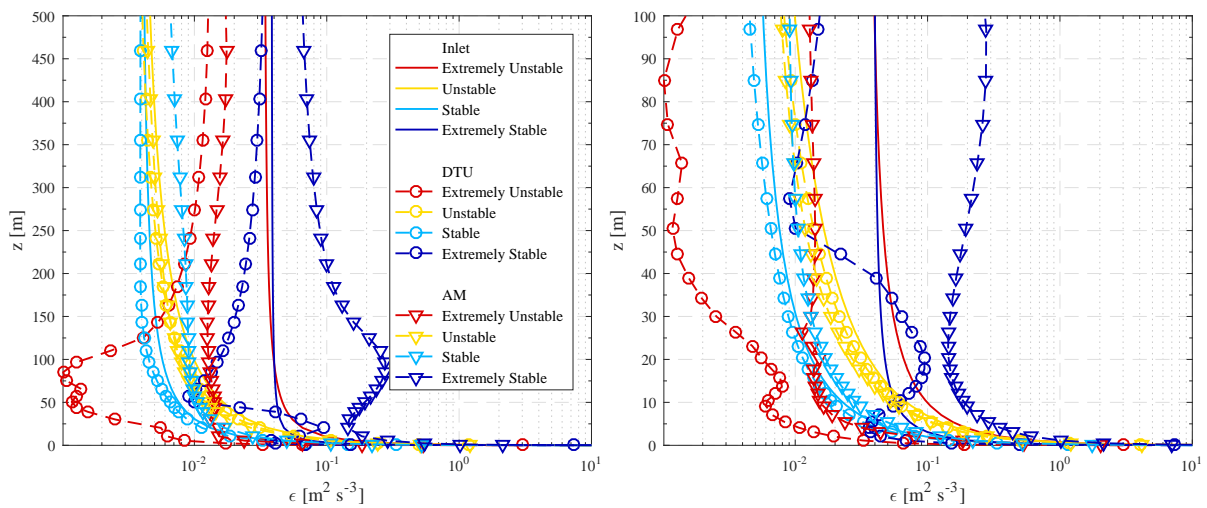 500
450
400
350
300
250
200
150
100
50
0
z [m]
10⁻²
10⁻¹
10⁰
10¹
ϵ [m² s⁻³]
Inlet
Extremely Unstable
Unstable
Stable
Extremely Stable
DTU
Extremely Unstable
Unstable
Stable
Extremely Stable
AM
Extremely Unstable
Unstable
Stable
Extremely Stable
100
90
80
70
60
50
40
30
20
10
0
z [m]
10⁻²
10⁻¹
10⁰
10¹
ϵ [m² s⁻³]